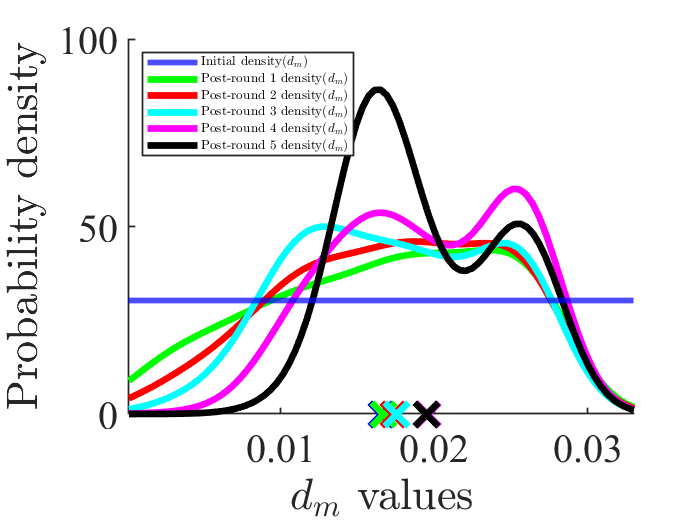 100
Initial density(dₘ)
Post-round 1 density(dₘ)
Post-round 2 density(dₘ)
Post-round 3 density(dₘ)
Post-round 4 density(dₘ)
Post-round 5 density(dₘ)
Probability density
50
0
0.01 0.02 0.03
dₘ values